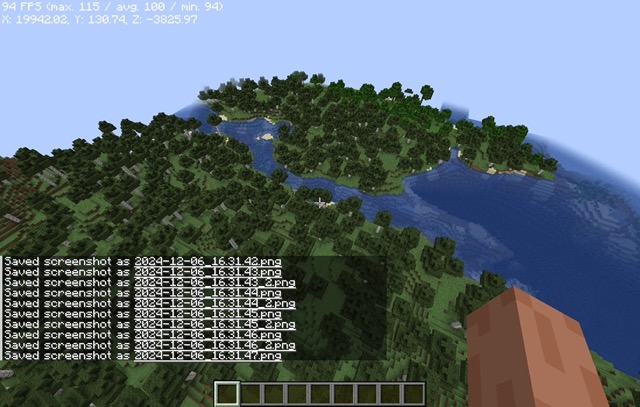 94 FPS (max. 115 / avg. 100 / min. 94)
X: 19942.02, Y: 130.74, Z: -3825.97
Saved screenshot as 2024-12-06_16.31.42.png
Saved screenshot as 2024-12-06_16.31.43.png
Saved screenshot as 2024-12-06_16.31.43_2.png
Saved screenshot as 2024-12-06_16.31.44.png
Saved screenshot as 2024-12-06_16.31.44_2.png
Saved screenshot as 2024-12-06_16.31.45.png
Saved screenshot as 2024-12-06_16.31.45_2.png
Saved screenshot as 2024-12-06_16.31.46.png
Saved screenshot as 2024-12-06_16.31.46_2.png
Saved screenshot as 2024-12-06_16.31.47.png